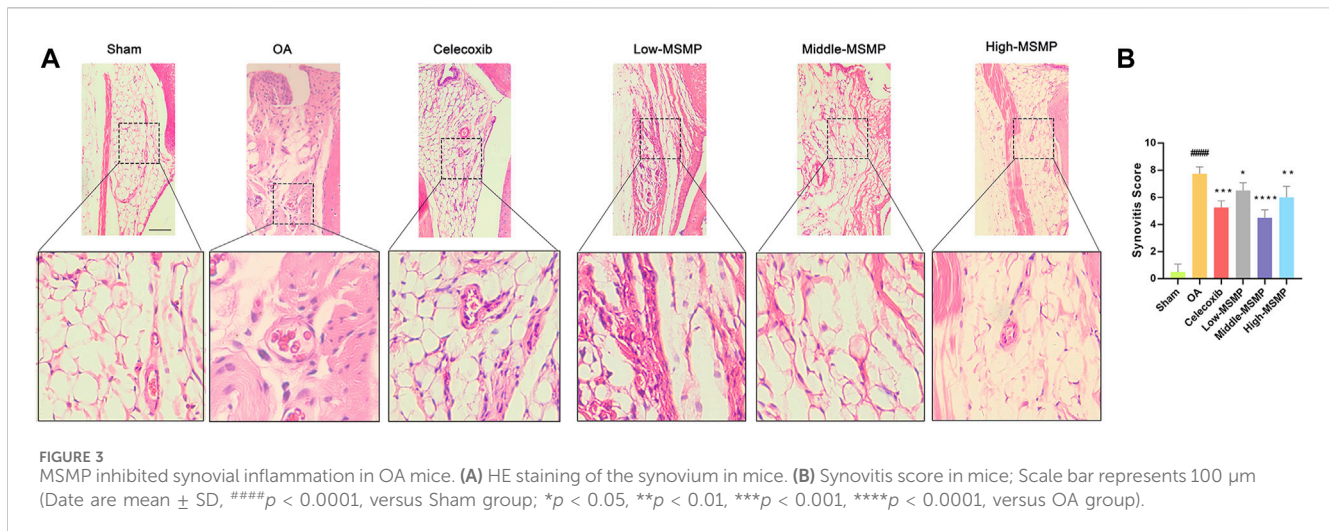 A
Sham
OA
Celecoxib
Low-MSMP
Middle-MSMP
High-MSMP
B
Synovitis Score
10
8
6
4
2
0
####
***
*
****
**
Sham
OA
Celecoxib
Low-MSMP
Middle-MSMP
High-MSMP
FIGURE 3
MSMP inhibited synovial inflammation in OA mice. (A) HE staining of the synovium in mice. (B) Synovitis score in mice; Scale bar represents 100 μm
(Date are mean ± SD, ####p < 0.0001, versus Sham group; *p < 0.05, **p < 0.01, ***p < 0.001, ****p < 0.0001, versus OA group).